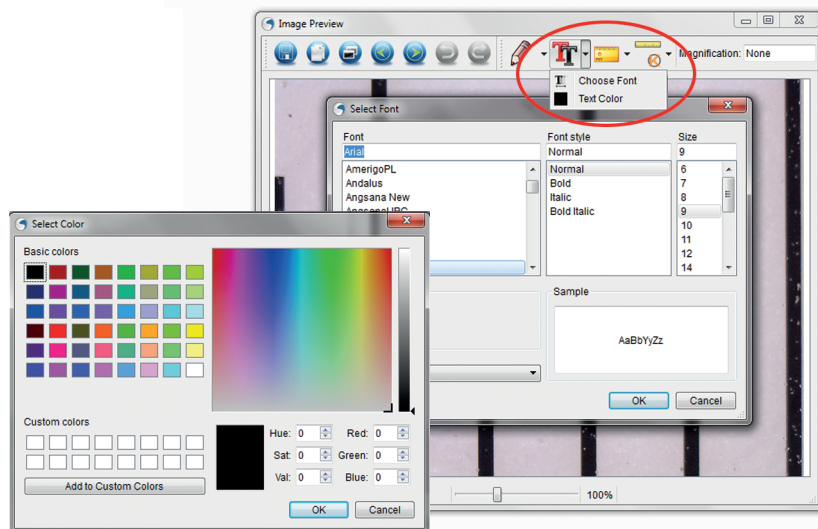 Image Preview
Magnification: None
Choose Font
Text Color
Select Font
Font
Font style
Size
Arial
Normal
9
AmerigoPL
Andalus
Angsana New
Normal
Bold
Italic
Bold Italic
6
7
8
9
10
11
12
14
Sample
AaBbYyZz
OK
Cancel
100%
Select Color
Basic colors
Custom colors
Add to Custom Colors
Hue: 0
Red: 0
Sat: 0
Green: 0
Val: 0
Blue: 0
OK
Cancel